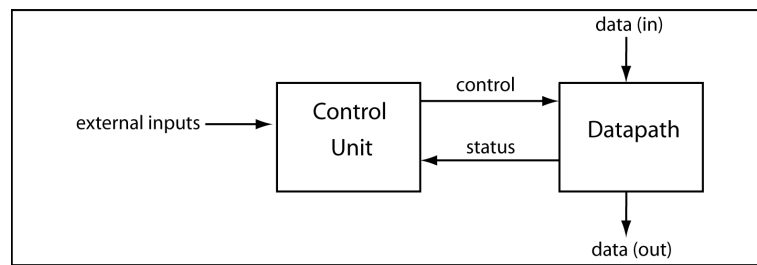 data (in)
control
external inputs
Control
Unit
Datapath
status
data (out)